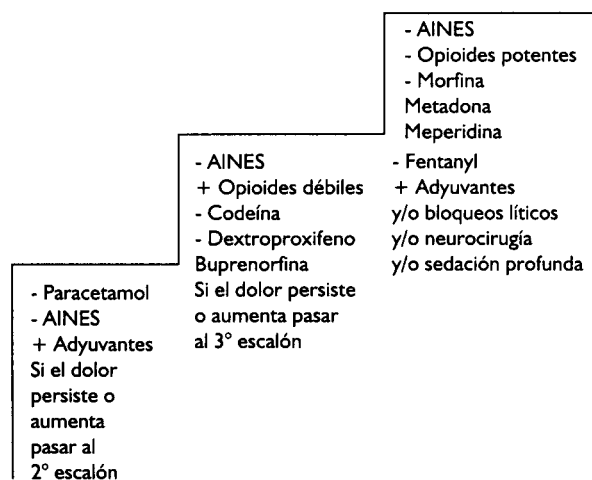 - Paracetamol
- AINES
+ Adyuvantes
Si el dolor
persiste o
aumenta
pasar al
2° escalón
- AINES
+ Opioides débiles
- Codeína
- Dextroproxifeno
Buprenorfina
Si el dolor persiste
o aumenta pasar
al 3° escalón
- AINES
- Opioides potentes
- Morfina
Metadona
Meperidina
- Fentanyl
+ Adyuvantes
y/o bloqueos líticos
y/o neurocirugía
y/o sedación profunda